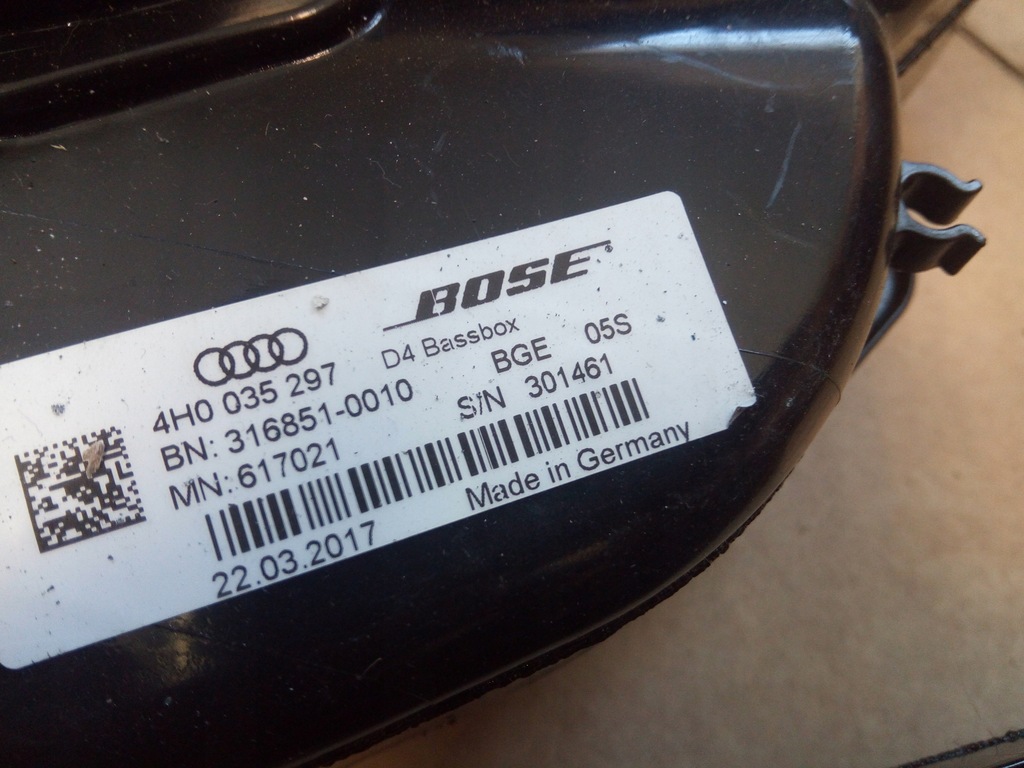 BOSE®
D4 Bassbox
4H0 035 297
BGE 05S
BN: 316851-0010
S/N 301461
MN: 617021
22.03.2017
Made in Germany